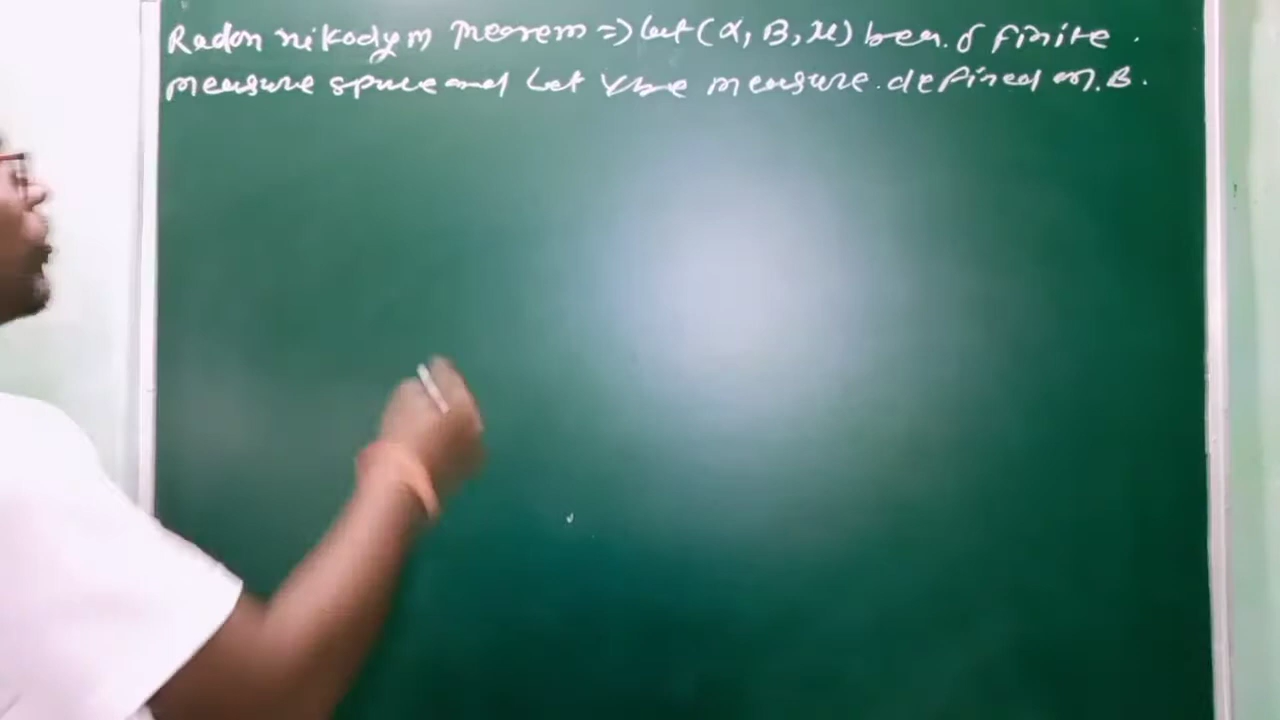 Radon nikodym Theorem => let (X, B, μ) be a σ finite.
measure space and Let γ be measure defined on B.